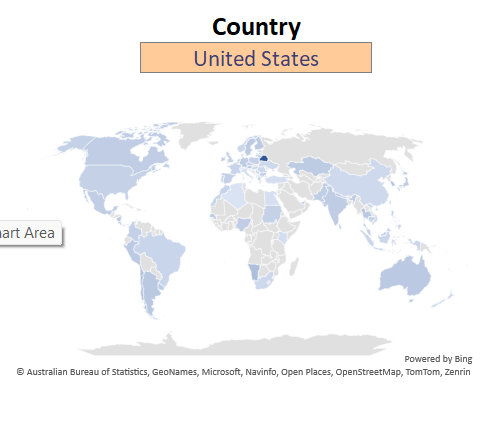 Country
United States
nart Area
Powered by Bing
© Australian Bureau of Statistics, GeoNames, Microsoft, Navinfo, Open Places, OpenStreetMap, TomTom, Zenrin